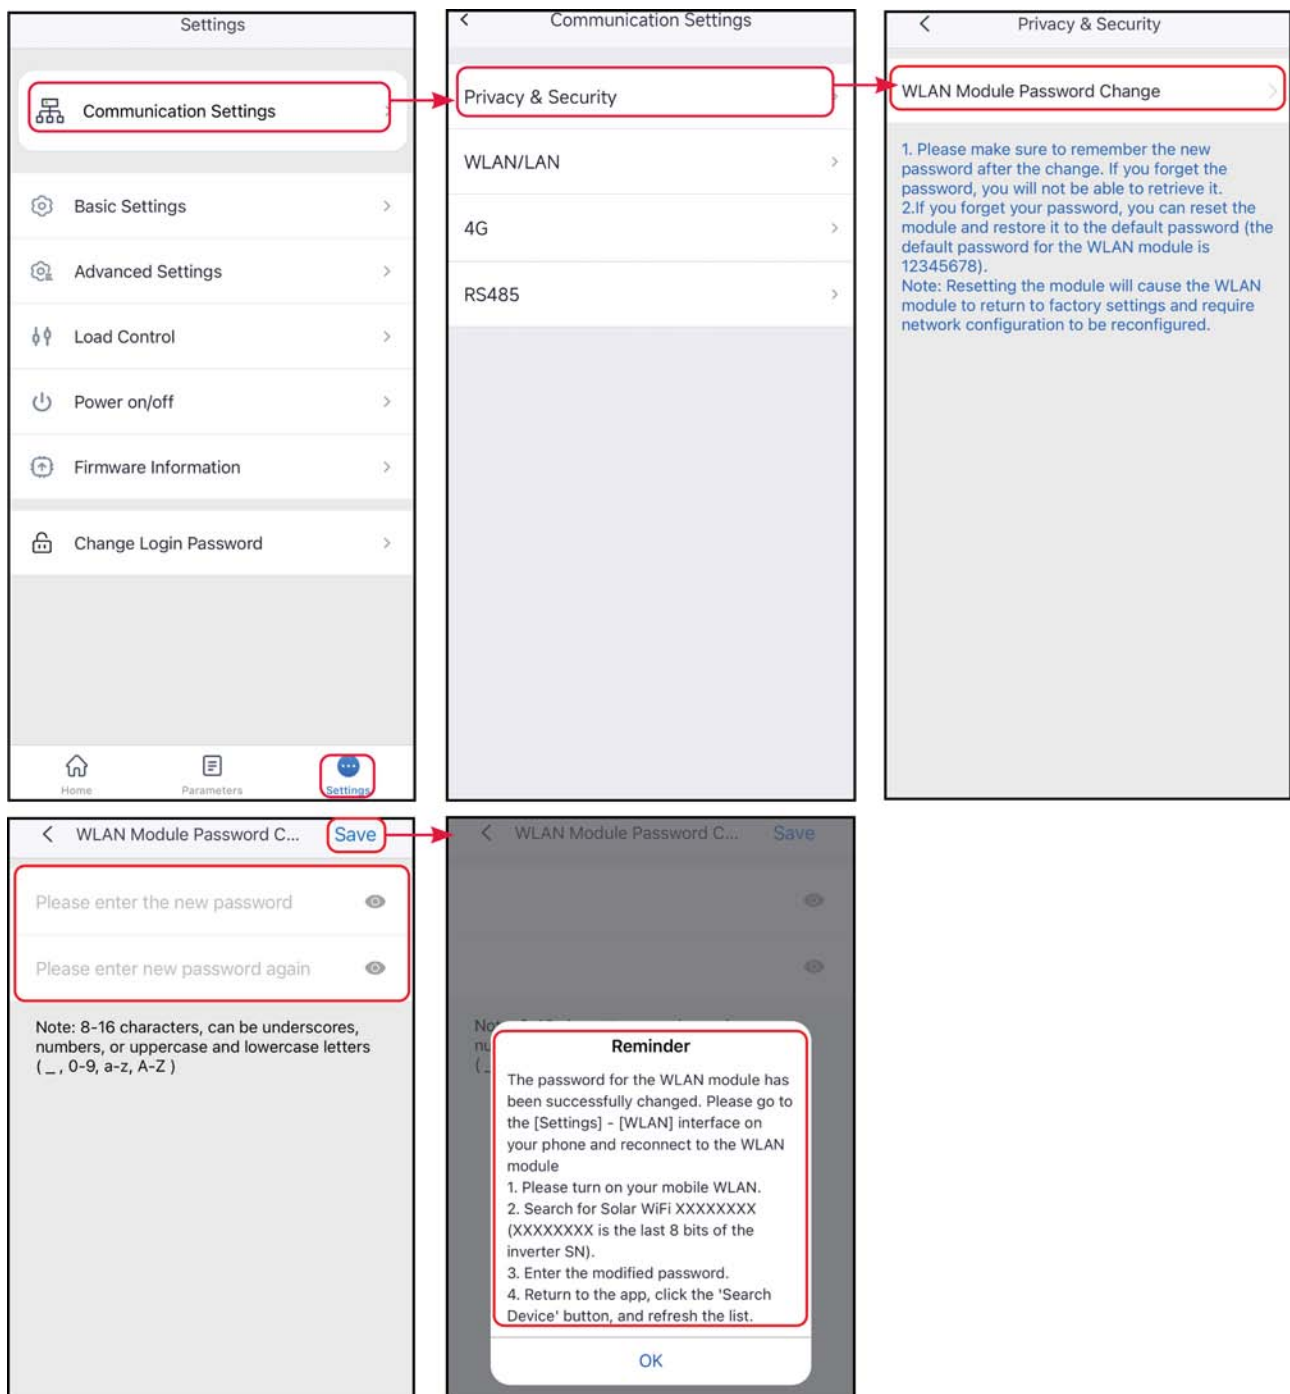 Settings
Communication Settings
Basic Settings
Advanced Settings
Load Control
Power on/off
Firmware Information
Change Login Password
Home
Parameters
Settings
Communication Settings
Privacy & Security
WLAN/LAN
4G
RS485
Privacy & Security
WLAN Module Password Change
1. Please make sure to remember the new
password after the change. If you forget the
password, you will not be able to retrieve it.
2.If you forget your password, you can reset the
module and restore it to the default password (the
default password for the WLAN module is
12345678).
Note: Resetting the module will cause the WLAN
module to return to factory settings and require
network configuration to be reconfigured.
WLAN Module Password C...
Save
Please enter the new password
Please enter new password again
Note: 8-16 characters, can be underscores,
numbers, or uppercase and lowercase letters
( _ , 0-9, a-z, A-Z )
WLAN Module Password C...
Save
Reminder
The password for the WLAN module has
been successfully changed. Please go to
the [Settings] - [WLAN] interface on
your phone and reconnect to the WLAN
module
1. Please turn on your mobile WLAN.
2. Search for Solar WiFi XXXXXXXX
(XXXXXXXX is the last 8 bits of the
inverter SN).
3. Enter the modified password.
4. Return to the app, click the 'Search
Device' button, and refresh the list.
OK